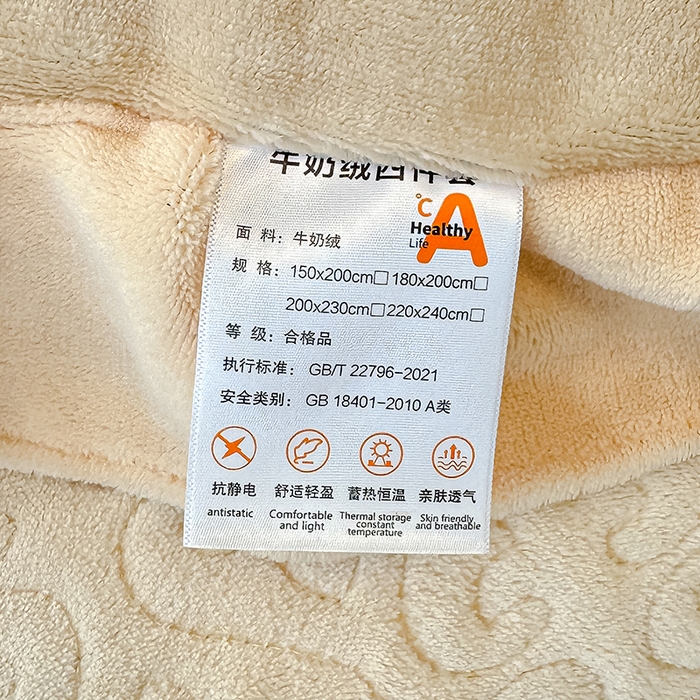 牛奶绒四件套
℃ A
Healthy
Life
面 料：牛奶绒
规 格：150x200cm□ 180x200cm□
200x230cm□ 220x240cm□
等 级：合格品
执行标准：GB/T 22796-2021
安全类别：GB 18401-2010 A类
抗静电 舒适轻盈 蓄热恒温 亲肤透气
antistatic Comfortable and light Thermal storage constant temperature Skin friendly and breathable